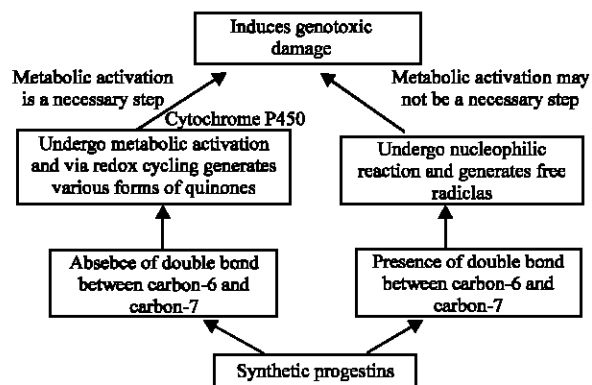 Induces genotoxic
damage
Metabolic activation
is a necessary step
Metabolic activation may
not be a necessary step
Cytochrome P450
Undergo metabolic activation
and via redox cycling generates
various forms of quinones
Undergo nucleophilic
reaction and generates free
radiclas
Absebce of double bond
between carbon-6 and
carbon-7
Presence of double bond
between carbon-6 and
carbon-7
Synthetic progestins